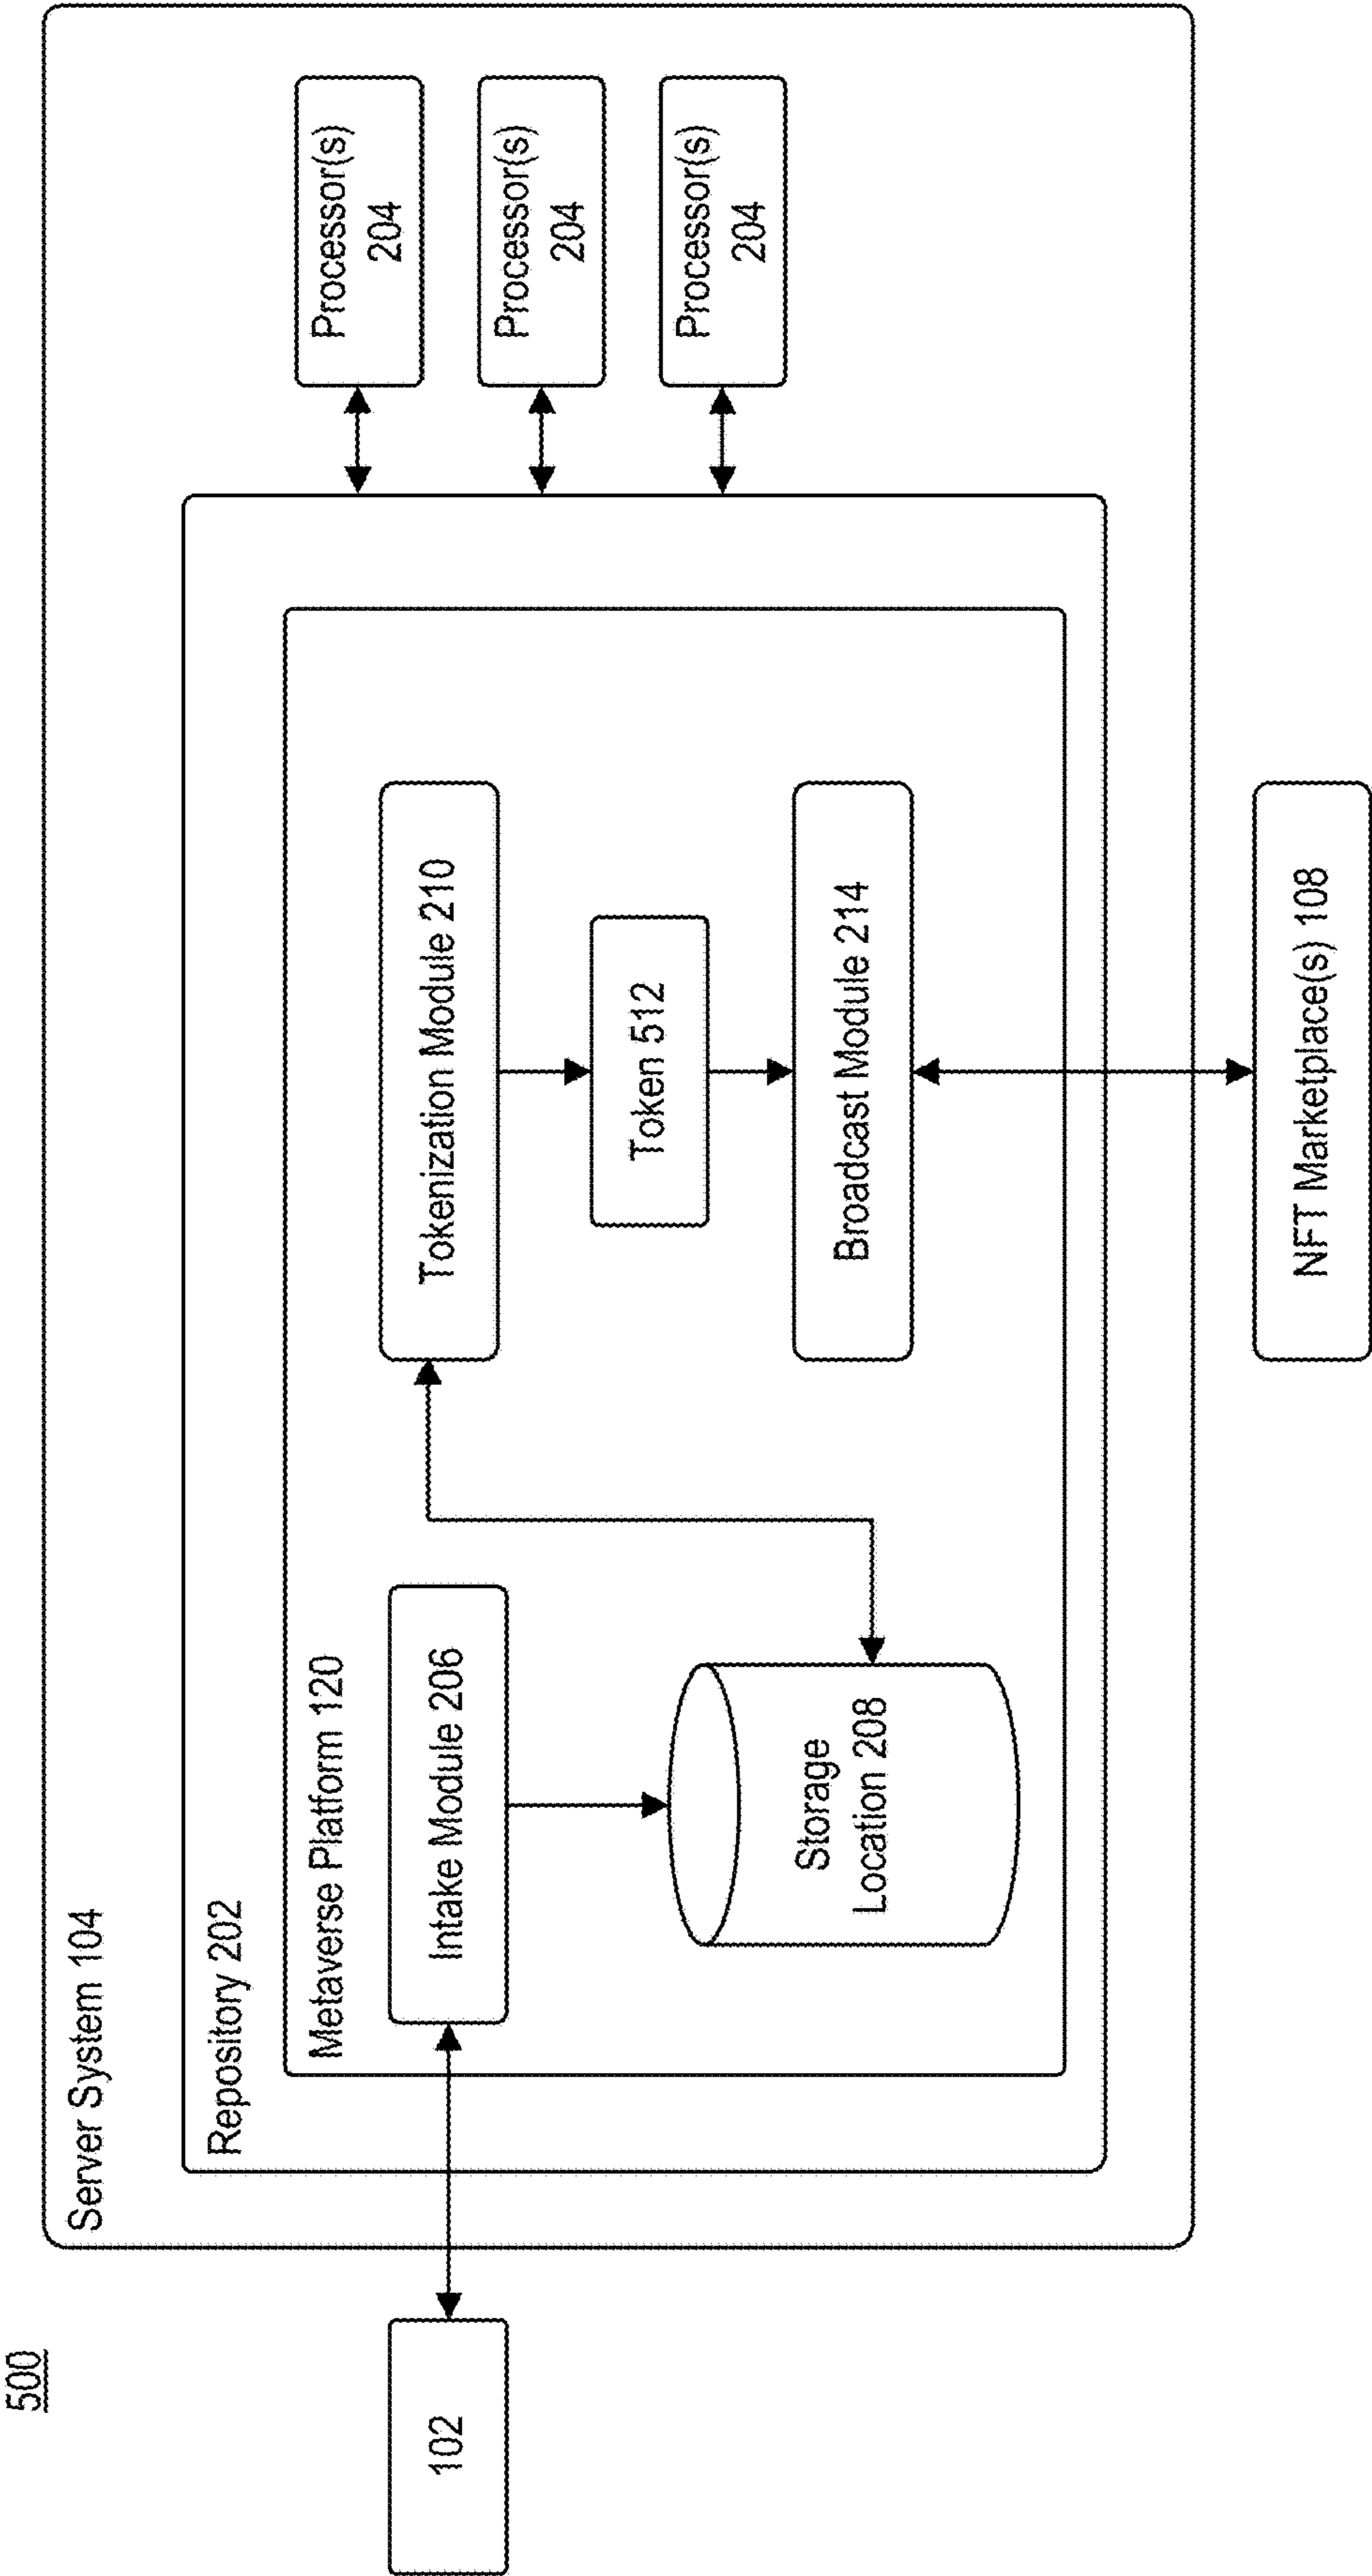 500
Server System 104
Repository 202
Metaverse Platform 120
102
Intake Module 206
Storage
Location 208
Tokenization Module 210
Token 512
Broadcast Module 214
Processor(s)
204
Processor(s)
204
Processor(s)
204
NFT Marketplace(s) 108